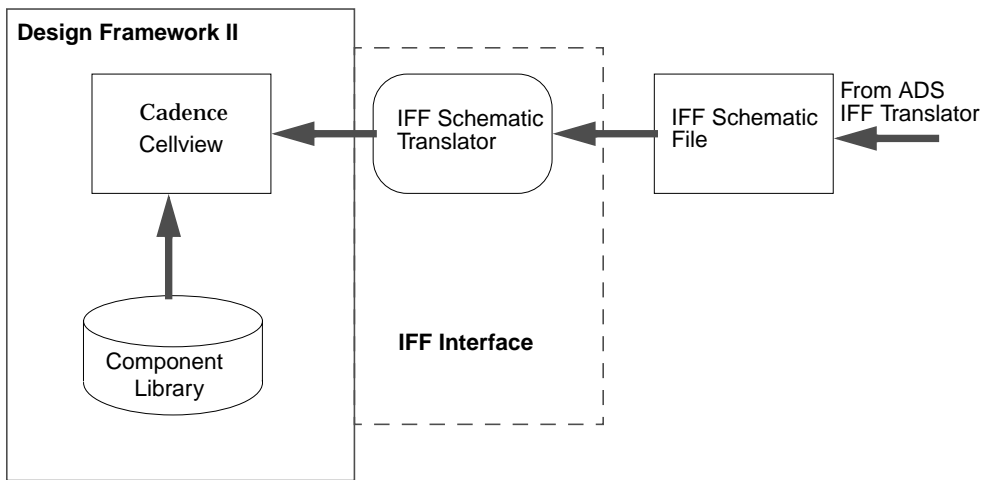 Design Framework II
Cadence
Cellview
IFF Schematic
Translator
IFF Schematic
File
From ADS
IFF Translator
Component
Library
IFF Interface